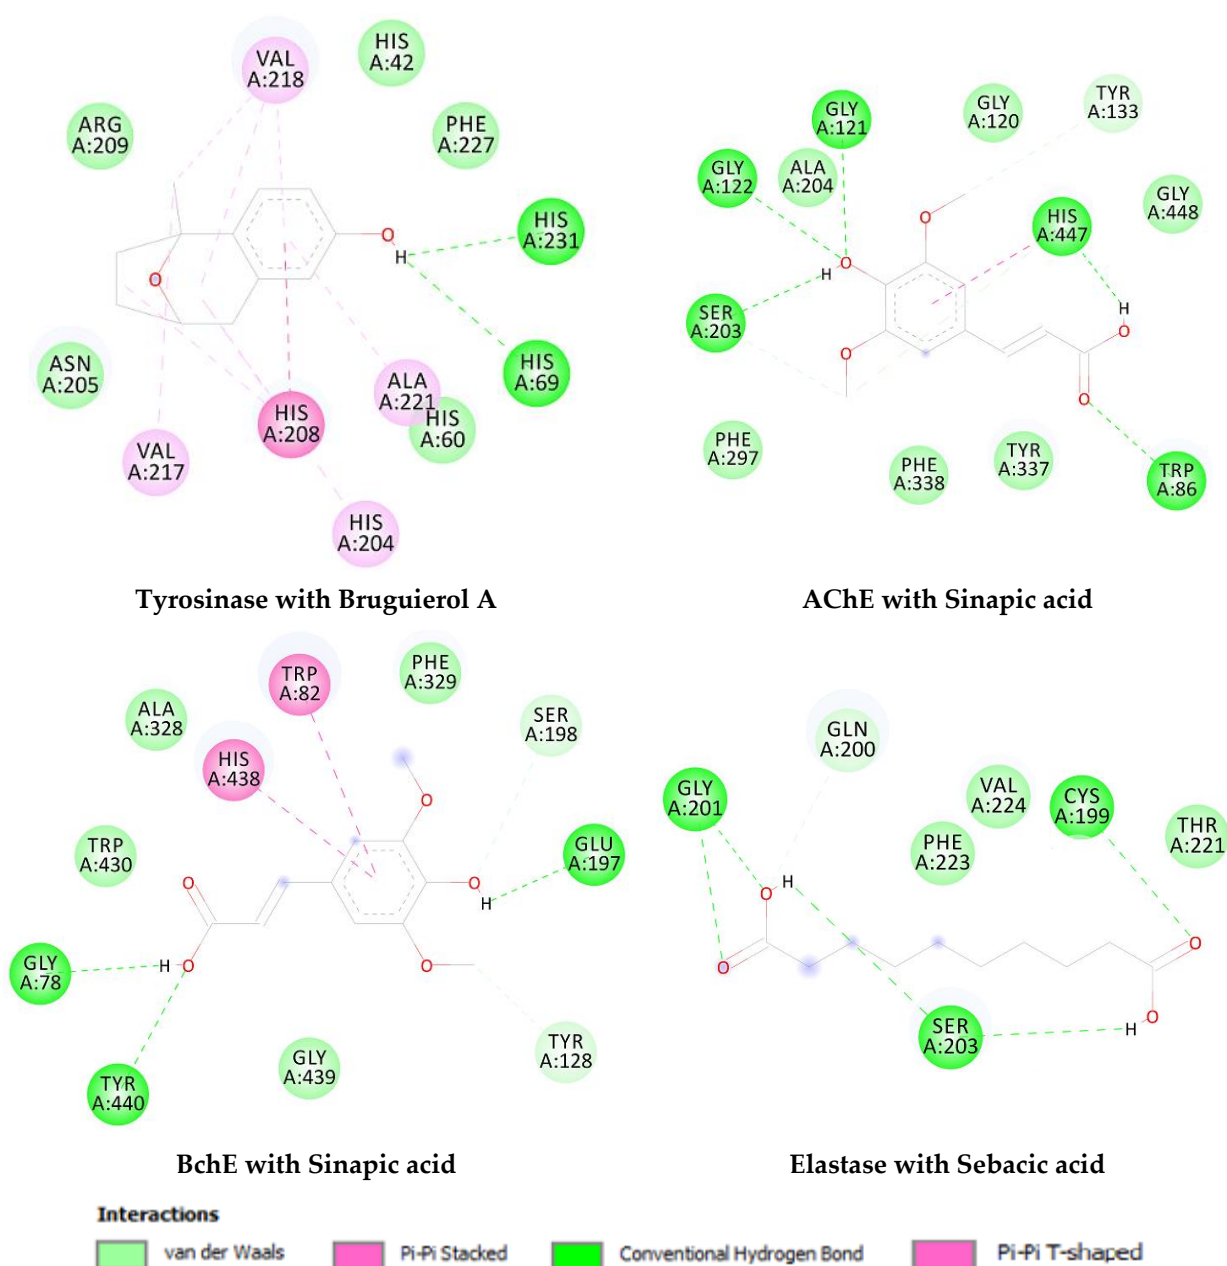 VAL
A:218
HIS
A:42
ARG
A:209
PHE
A:227
HIS
A:231
O
H
O
HIS
A:69
ASN
A:205
ALA
A:221
HIS
A:60
HIS
A:208
VAL
A:217
HIS
A:204
Tyrosinase with Bruguierol A
GLY
A:121
GLY
A:120
TYR
A:133
GLY
A:122
ALA
A:204
GLY
A:448
HIS
A:447
O
H O
SER
A:203
H
O
O
O
PHE
A:297
PHE
A:338
TYR
A:337
TRP
A:86
AChE with Sinapic acid
TRP
A:82
PHE
A:329
ALA
A:328
SER
A:198
HIS
A:438
O
TRP
A:430
GLU
A:197
O
O
H
GLY
A:78
H O
O
TYR
A:440
GLY
A:439
TYR
A:128
BchE with Sinapic acid
GLN
A:200
GLY
A:201
VAL
A:224
CYS
A:199
THR
A:221
PHE
A:223
O H
O
O
SER
A:203
H O
Elastase with Sebacic acid
Interactions
van der Waals
Pi-Pi Stacked
Conventional Hydrogen Bond
Pi-Pi T-shaped